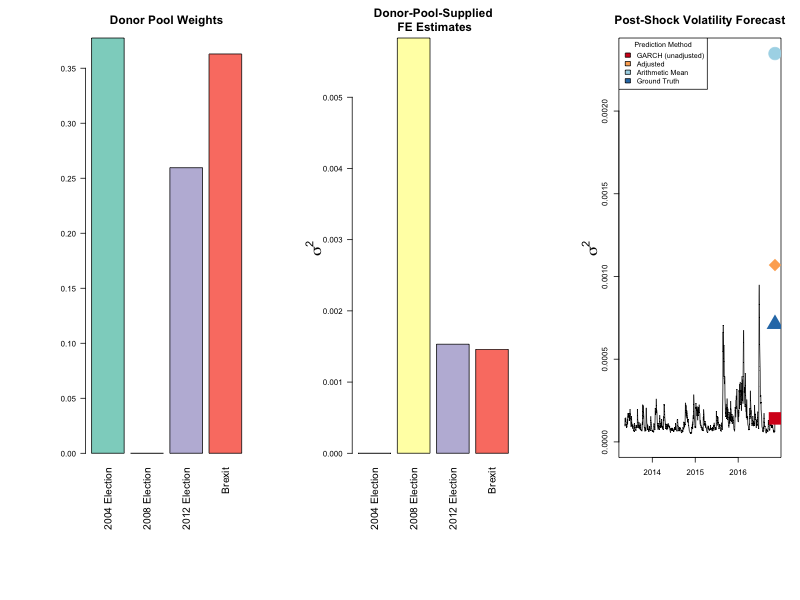 Donor Pool Weights
0.35
0.30
0.25
0.20
0.15
0.10
0.05
0.00
2004 Election
2008 Election
2012 Election
Brexit
Donor-Pool-Supplied
FE Estimates
σ2
0.005
0.004
0.003
0.002
0.001
0.000
2004 Election
2008 Election
2012 Election
Brexit
Post-Shock Volatility Forecast
Prediction Method
GARCH (unadjusted)
Adjusted
Arithmetic Mean
Ground Truth
σ2
0.0020
0.0015
0.0010
0.0005
0.0000
2014
2015
2016